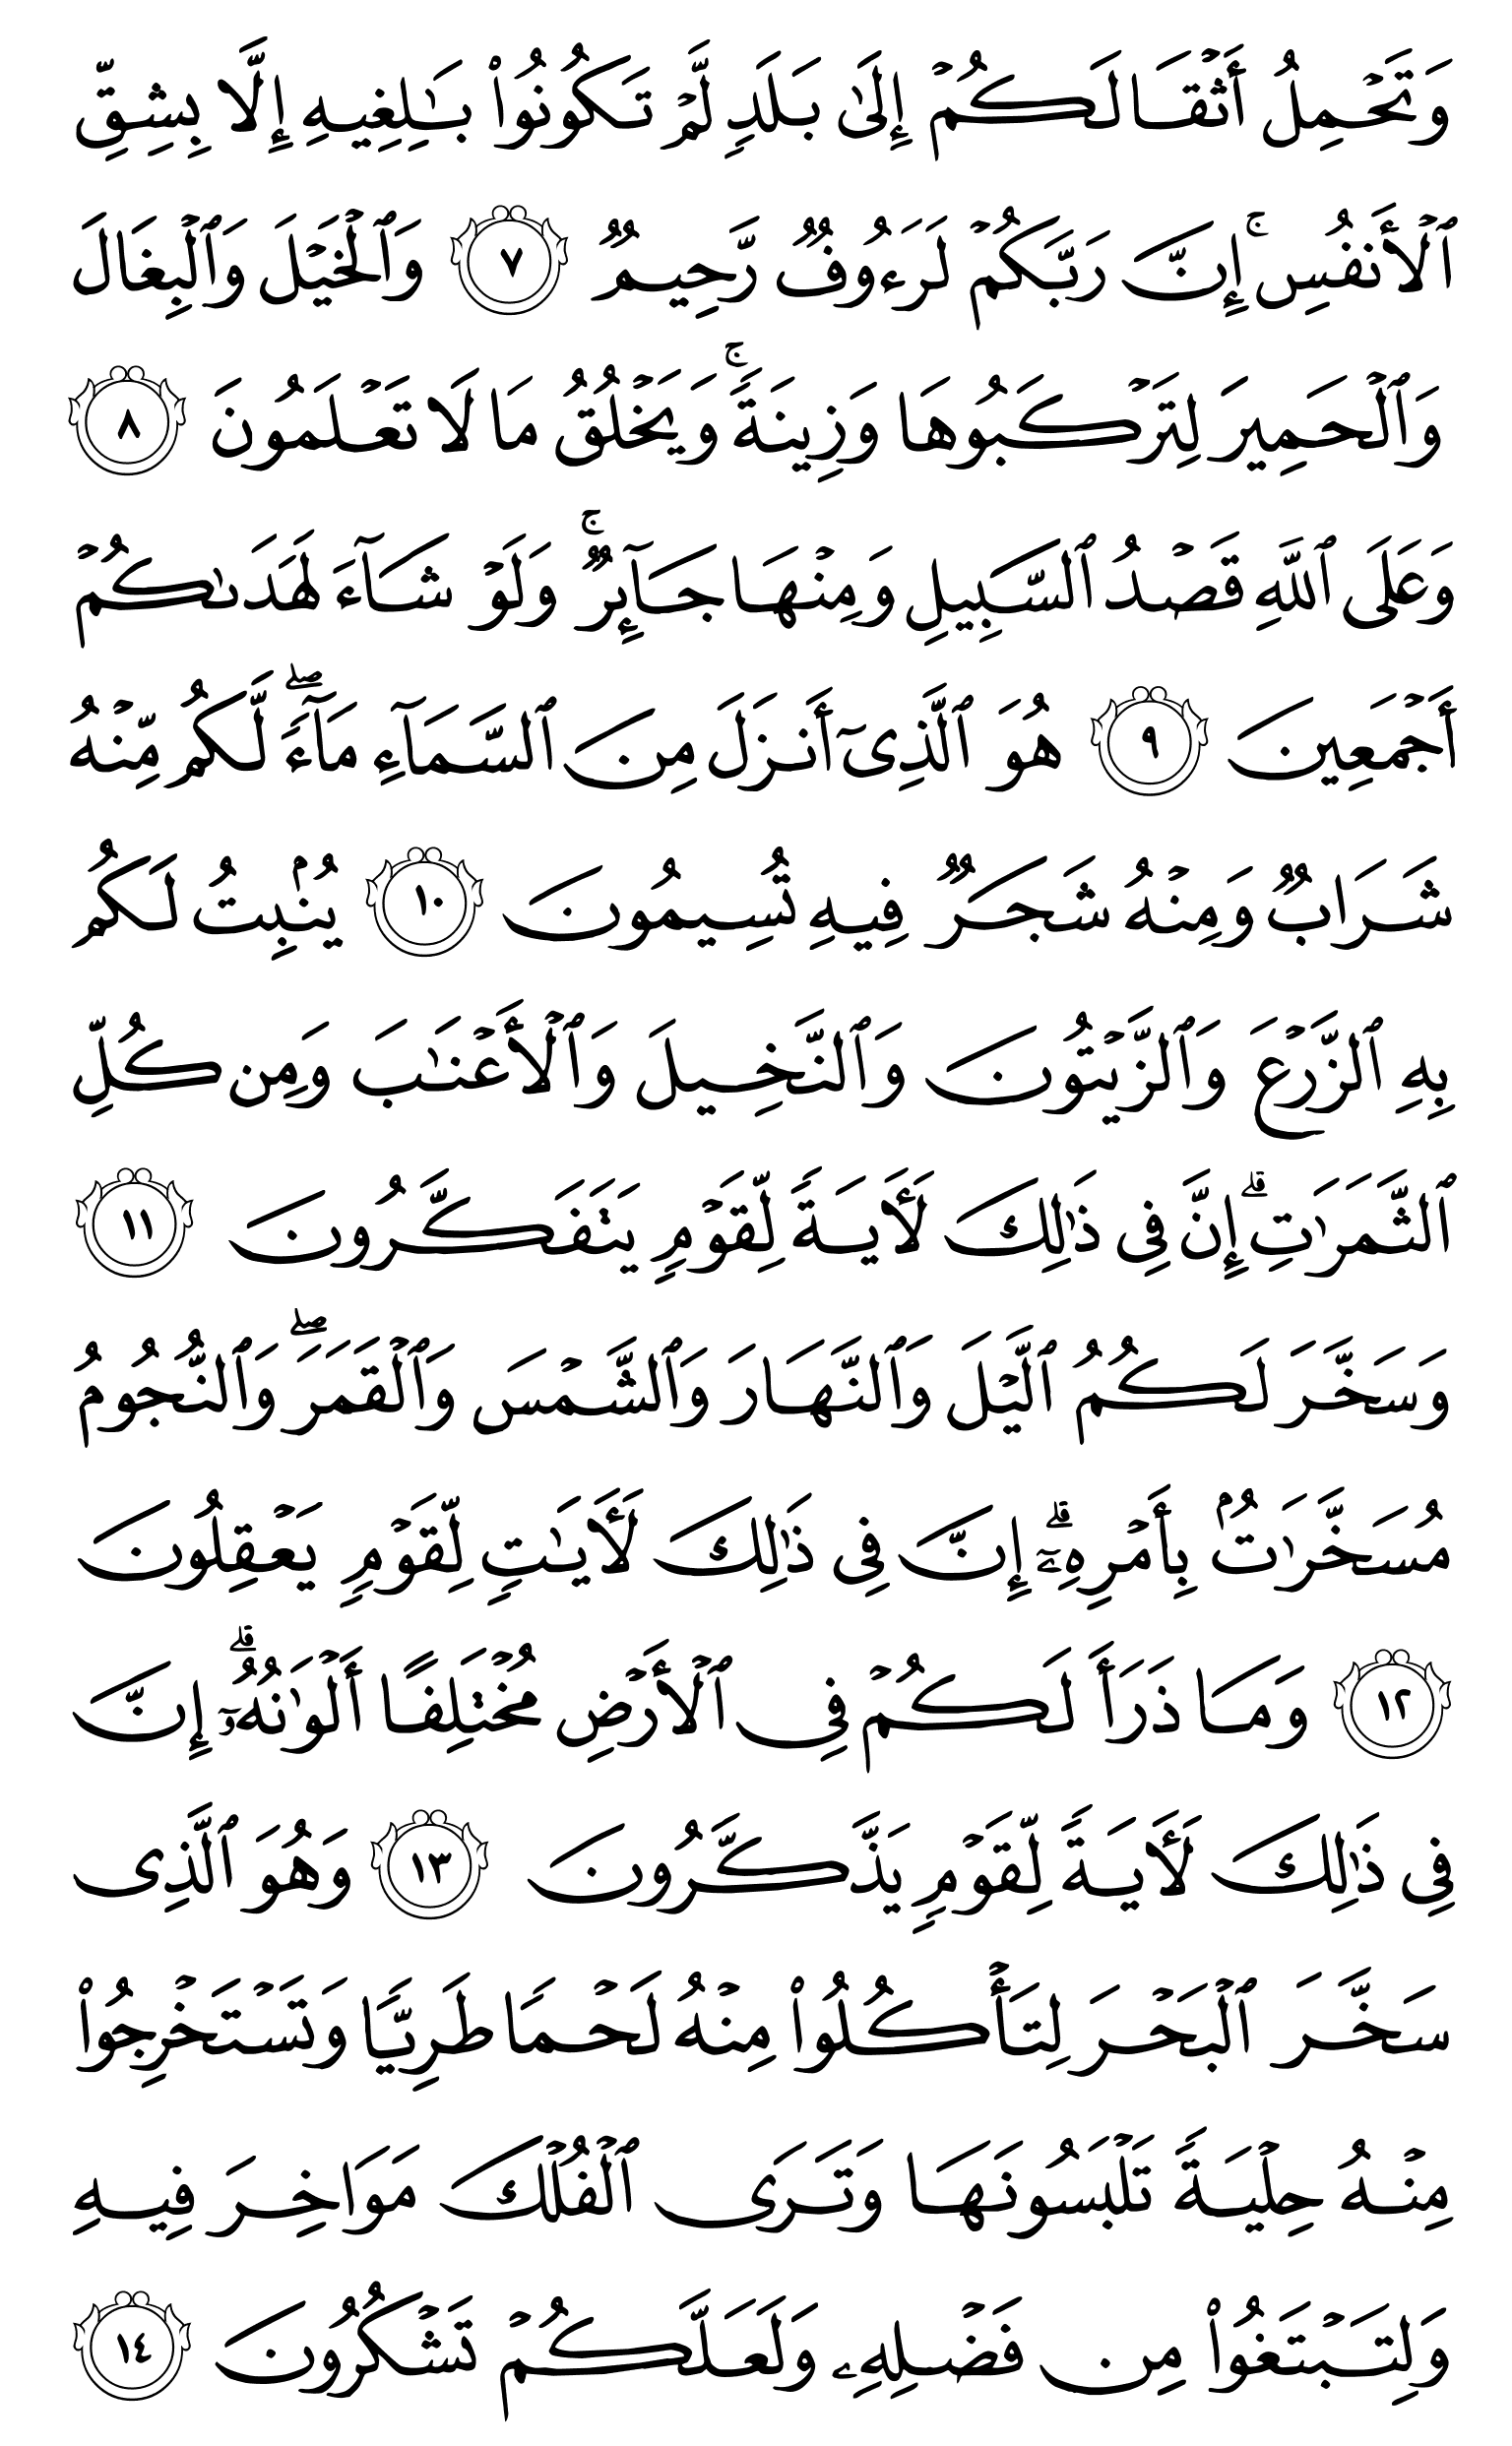 وَتَحۡمِلُ أَثۡقَالَكُمۡ إِلَىٰ بَلَدٖ لَّمۡ تَكُونُواْ بَٰلِغِيهِ إِلَّا بِشِقِّ
ٱلۡأَنفُسِۚ إِنَّ رَبَّكُمۡ لَرَءُوفٞ رَّحِيمٞ ٧ وَٱلۡخَيۡلَ وَٱلۡبِغَالَ
وَٱلۡحَمِيرَ لِتَرۡكَبُوهَا وَزِينَةٗۚ وَيَخۡلُقُ مَا لَا تَعۡلَمُونَ ٨
وَعَلَى ٱللَّهِ قَصۡدُ ٱلسَّبِيلِ وَمِنۡهَا جَآئِرٞۚ وَلَوۡ شَآءَ لَهَدَىٰكُمۡ
أَجۡمَعِينَ ٩ هُوَ ٱلَّذِيٓ أَنزَلَ مِنَ ٱلسَّمَآءِ مَآءٗۖ لَّكُم مِّنۡهُ
شَرَابٞ وَمِنۡهُ شَجَرٞ فِيهِ تُسِيمُونَ ١٠ يُنۢبِتُ لَكُم
بِهِ ٱلزَّرۡعَ وَٱلزَّيۡتُونَ وَٱلنَّخِيلَ وَٱلۡأَعۡنَٰبَ وَمِن كُلِّ
ٱلثَّمَرَٰتِۚ إِنَّ فِي ذَٰلِكَ لَأٓيَةٗ لِّقَوۡمٖ يَتَفَكَّرُونَ ١١
وَسَخَّرَ لَكُمُ ٱلَّيۡلَ وَٱلنَّهَارَ وَٱلشَّمۡسَ وَٱلۡقَمَرَۖ وَٱلنُّجُومُ
مُسَخَّرَٰتُۢ بِأَمۡرِهِۦٓۗ إِنَّ فِي ذَٰلِكَ لَأٓيَٰتٖ لِّقَوۡمٖ يَعۡقِلُونَ
١٢ وَمَا ذَرَأَ لَكُمۡ فِي ٱلۡأَرۡضِ مُخۡتَلِفًا أَلۡوَٰنُهُۥٓۗ إِنَّ
فِي ذَٰلِكَ لَأٓيَةٗ لِّقَوۡمٖ يَذَّكَّرُونَ ١٣ وَهُوَ ٱلَّذِي
سَخَّرَ ٱلۡبَحۡرَ لِتَأۡكُلُواْ مِنۡهُ لَحۡمٗا طَرِيّٗا وَتَسۡتَخۡرِجُواْ
مِنۡهُ حِلۡيَةٗ تَلۡبَسُونَهَا وَتَرَى ٱلۡفُلۡكَ مَوَاخِرَ فِيهِ
وَلِتَبۡتَغُواْ مِن فَضۡلِهِۦ وَلَعَلَّكُمۡ تَشۡكُرُونَ ١٤